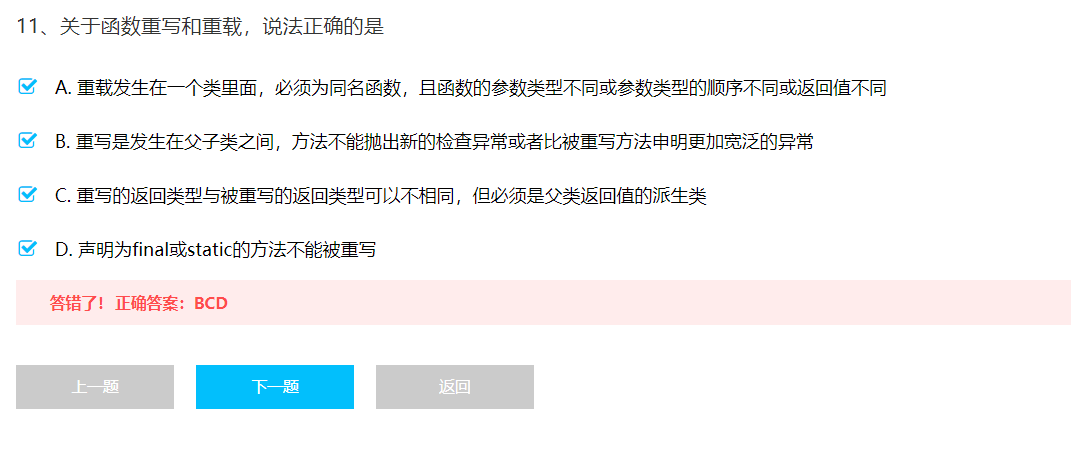 11、关于函数重写和重载，说法正确的是
A. 重载发生在一个类里面，必须为同名函数，且函数的参数类型不同或参数类型的顺序不同或返回值不同
B. 重写是发生在父子类之间，方法不能抛出新的检查异常或者比被重写方法申明更加宽泛的异常
C. 重写的返回类型与被重写的返回类型可以不相同，但必须是父类返回值的派生类
D. 声明为final或static的方法不能被重写
答错了！正确答案：BCD
上一题 下一题 返回